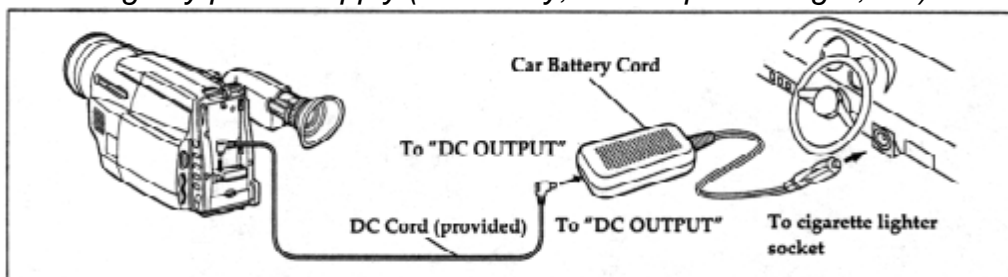 Car Battery Cord
To "DC OUTPUT"
DC Cord (provided)
To "DC OUTPUT"
To cigarette lighter
socket